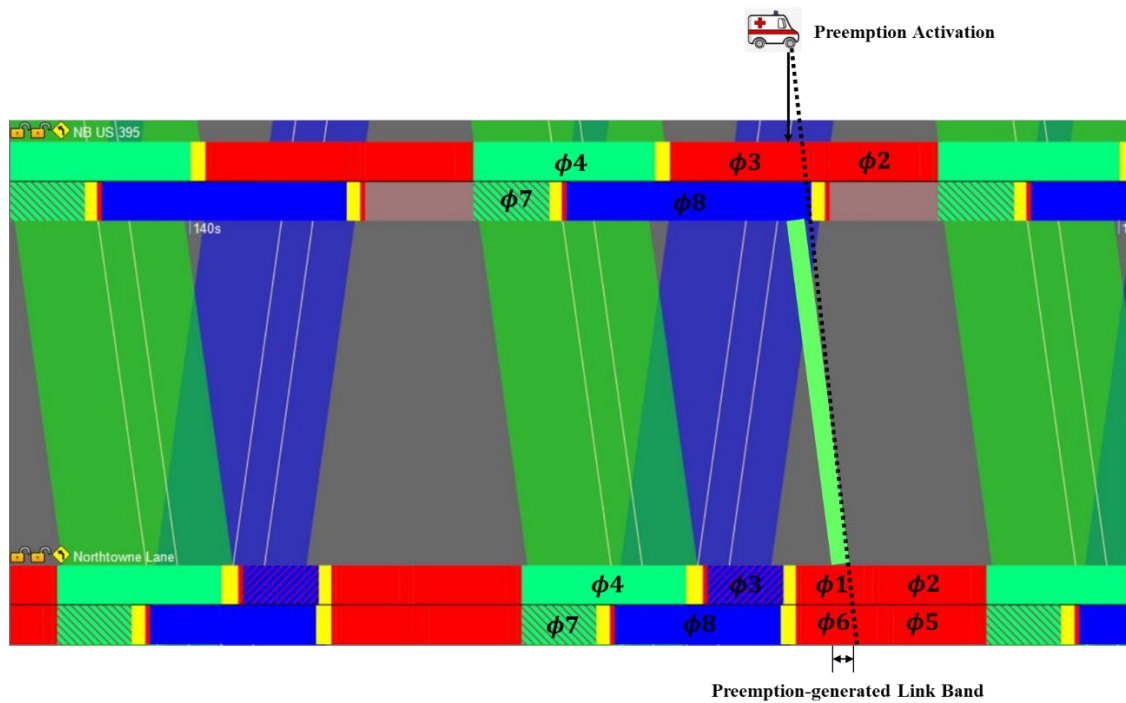 Preemption Activation
NB US 395
ϕ4 ϕ3 ϕ2
ϕ7 ϕ8
140s
Northtowne Lane
ϕ4 ϕ3 ϕ1 ϕ2
ϕ7 ϕ8 ϕ6 ϕ5
Preemption-generated Link Band